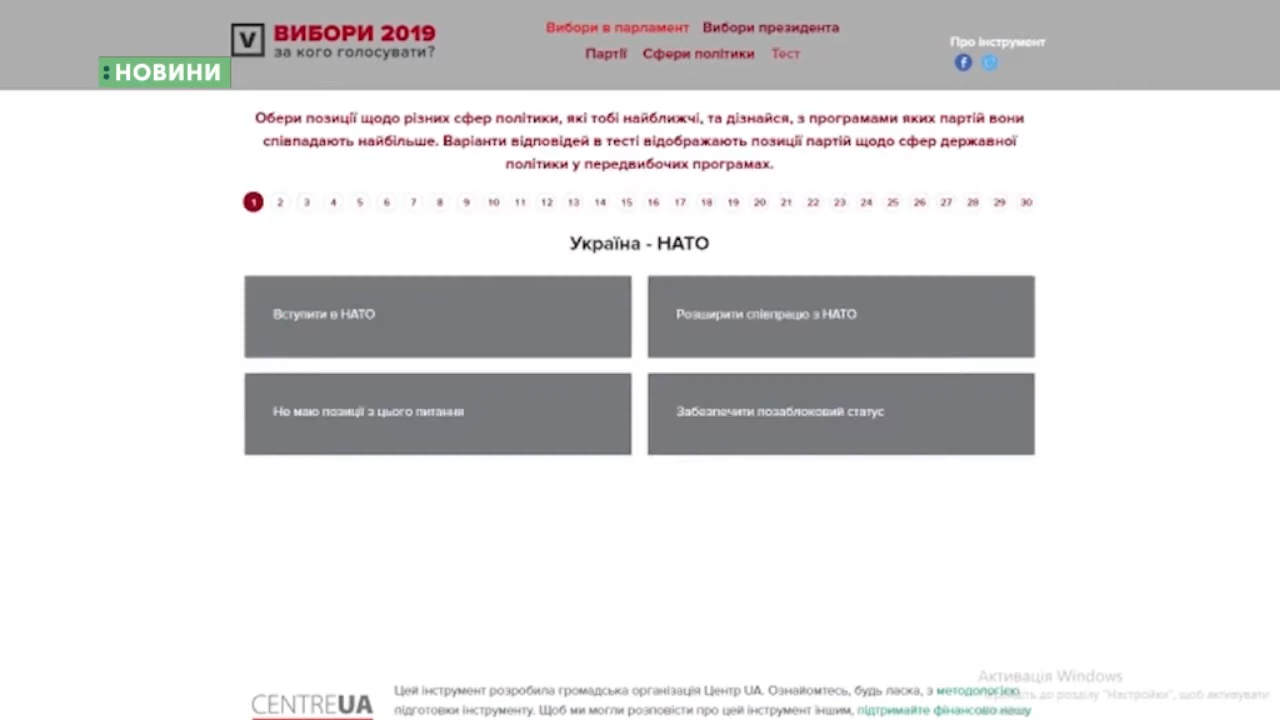 V
ВИБОРИ 2019
за кого голосувати?
Вибори в парламент Вибори президента
Партії Сфери політики Тест
Про інструмент
:НОВИНИ
Обери позиції щодо різних сфер політики, які тобі найближчі, та дізнайся, з програмами яких партій вони
співпадають найбільше. Варіанти відповідей в тесті відображають позиції партій щодо сфер державної
політики у передвибочих програмах.
1 2 3 4 5 6 7 8 9 10 11 12 13 14 15 16 17 18 19 20 21 22 23 24 25 26 27 28 29 30
Україна - НАТО
Вступити в НАТО
Розширити співпрацю з НАТО
Не маю позиції з цього питання
Забезпечити позаблоковий статус
Активація Windows
CENTREUA
Цей інструмент розробила громадська організація Центр UA. Ознайомтесь, будь ласка, з методологією
до розділу "Настройки", щоб активувати
підготовки інструменту. Щоб ми могли розповісти про цей інструмент іншим, підтримайте фінансово нашу